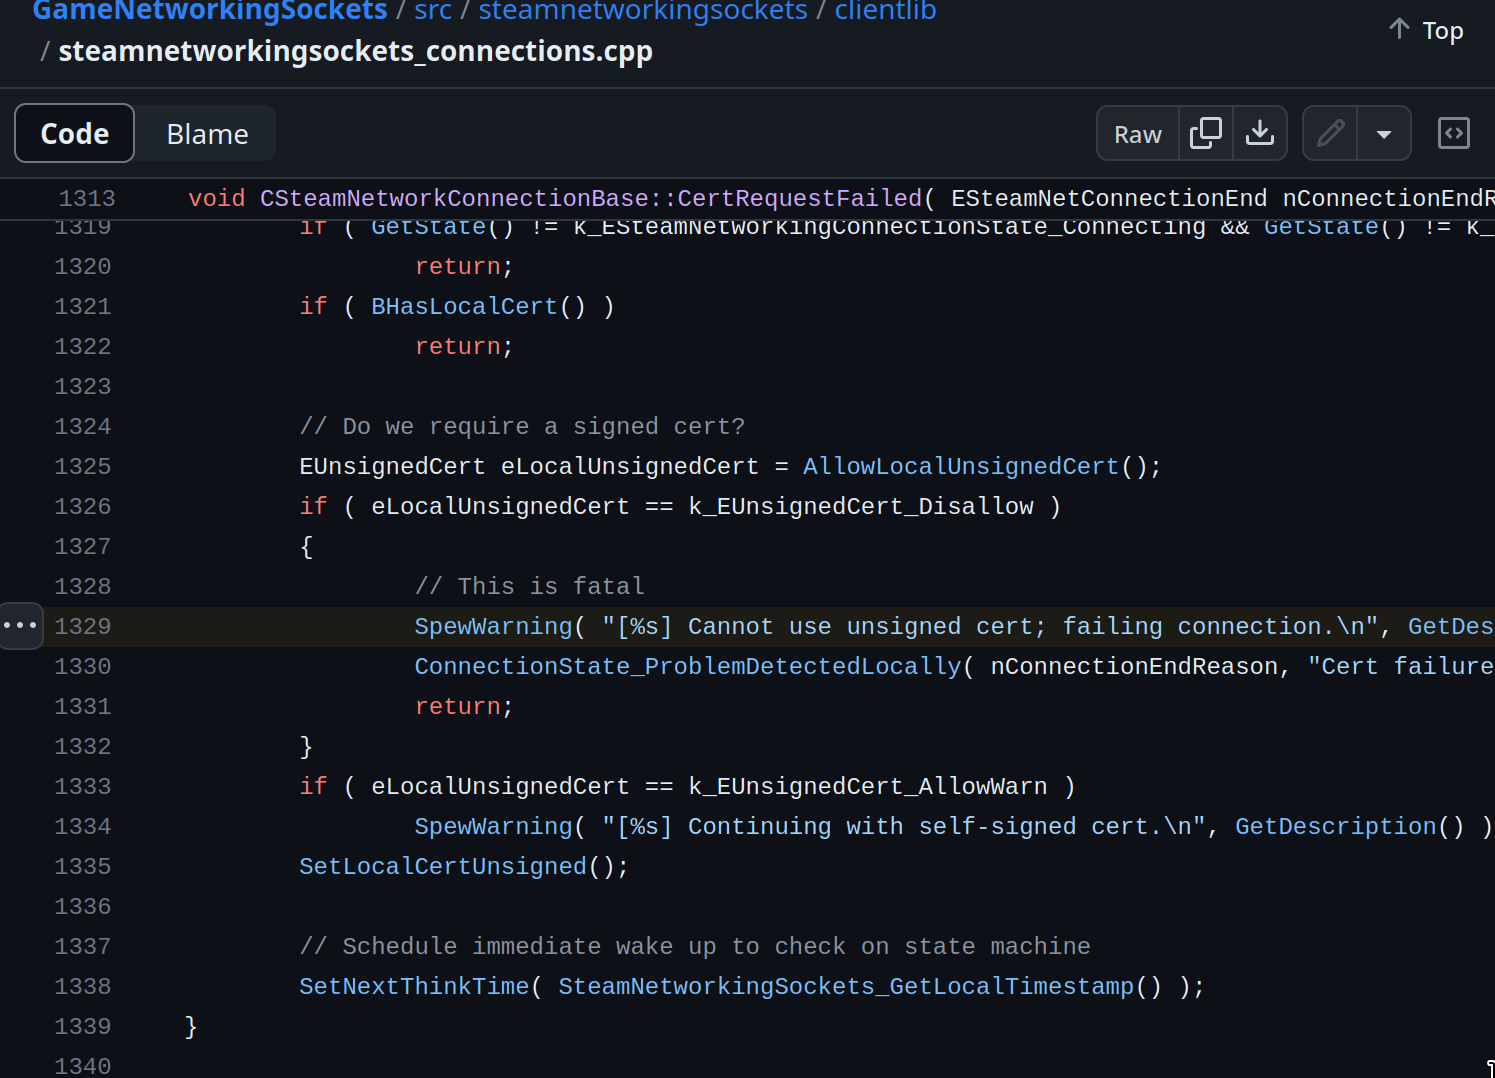 GameNetworkingSockets / src / steamnetworkingsockets / clientlib
/ steamnetworkingsockets_connections.cpp
Top
Code Blame Raw
1313 void CSteamNetworkConnectionBase::CertRequestFailed( ESteamNetConnectionEnd nConnectionEndR
1319 if ( GetState() != k_ESteamNetworkingConnectionState_Connecting && GetState() != k_
1320 return;
1321 if ( BHasLocalCert() )
1322 return;
1323
1324 // Do we require a signed cert?
1325 EUnsignedCert eLocalUnsignedCert = AllowLocalUnsignedCert();
1326 if ( eLocalUnsignedCert == k_EUnsignedCert_Disallow )
1327 {
1328 // This is fatal
1329 SpewWarning( "[%s] Cannot use unsigned cert; failing connection.\n", GetDes
1330 ConnectionState_ProblemDetectedLocally( nConnectionEndReason, "Cert failure
1331 return;
1332 }
1333 if ( eLocalUnsignedCert == k_EUnsignedCert_AllowWarn )
1334 SpewWarning( "[%s] Continuing with self-signed cert.\n", GetDescription() )
1335 SetLocalCertUnsigned();
1336
1337 // Schedule immediate wake up to check on state machine
1338 SetNextThinkTime( SteamNetworkingSockets_GetLocalTimestamp() );
1339 }
1340